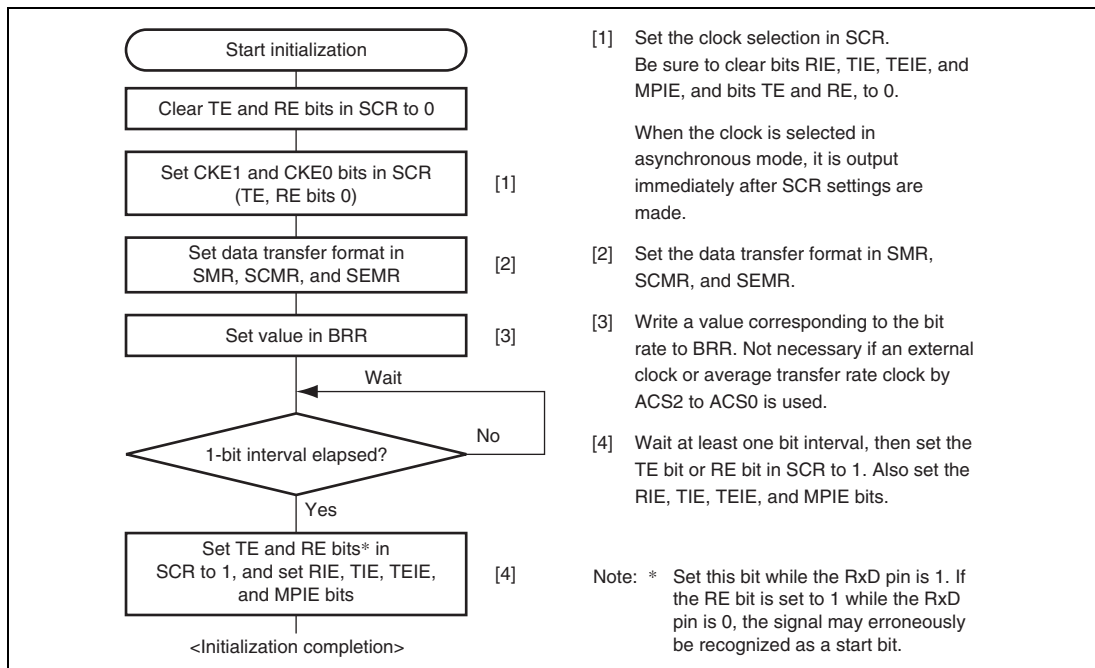 Start initialization
Clear TE and RE bits in SCR to 0
Set CKE1 and CKE0 bits in SCR
(TE, RE bits 0)
[1]
Set data transfer format in
SMR, SCMR, and SEMR
[2]
Set value in BRR
[3]
Wait
1-bit interval elapsed?
No
Yes
Set TE and RE bits* in
SCR to 1, and set RIE, TIE, TEIE,
and MPIE bits
[4]
<Initialization completion>
[1] Set the clock selection in SCR.
Be sure to clear bits RIE, TIE, TEIE, and
MPIE, and bits TE and RE, to 0.
When the clock is selected in
asynchronous mode, it is output
immediately after SCR settings are
made.
[2] Set the data transfer format in SMR,
SCMR, and SEMR.
[3] Write a value corresponding to the bit
rate to BRR. Not necessary if an external
clock or average transfer rate clock by
ACS2 to ACS0 is used.
[4] Wait at least one bit interval, then set the
TE bit or RE bit in SCR to 1. Also set the
RIE, TIE, TEIE, and MPIE bits.
Note: * Set this bit while the RxD pin is 1. If
the RE bit is set to 1 while the RxD
pin is 0, the signal may erroneously
be recognized as a start bit.